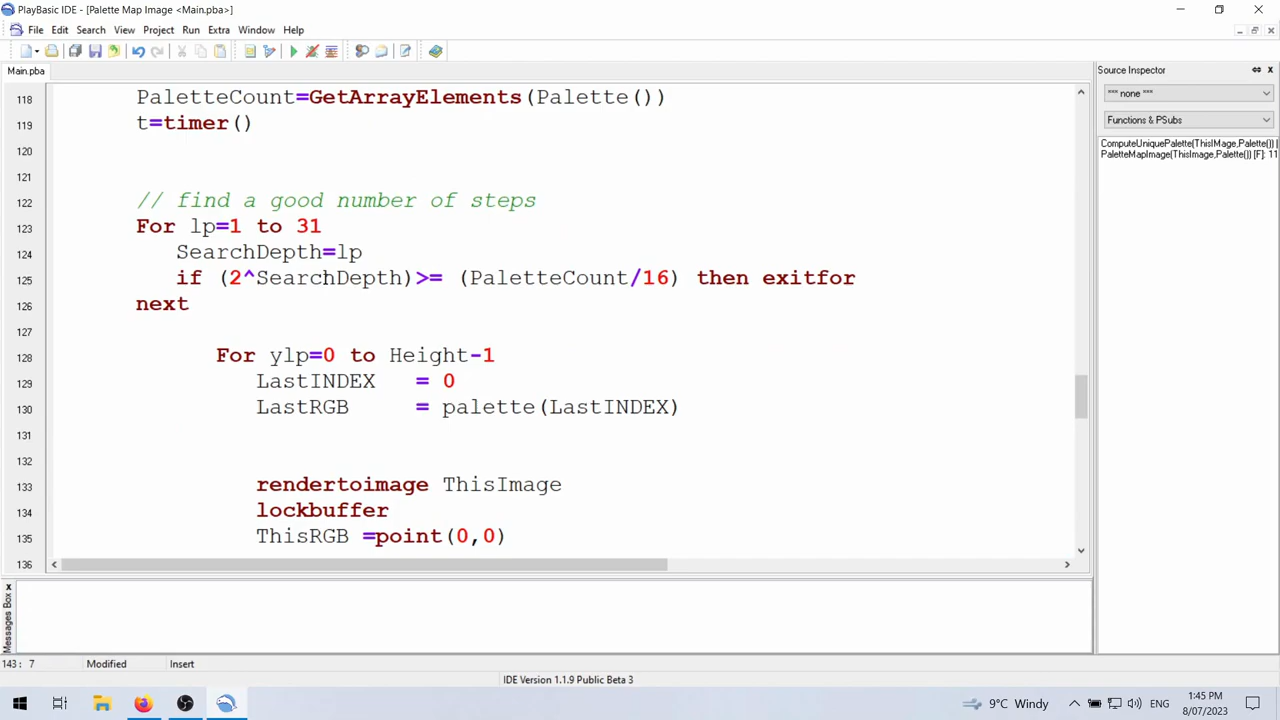 PlayBasic IDE - [Palette Map Image <Main.pba>]
File Edit Search View Project Run Extra Window Help
Main.pba
Source Inspector
*** none ***
Functions & PSubs
ComputeUniquePalette(ThisIMage,Palette()) [
PaletteMapImage(ThisImage,Palette()) [F]: 11
118 PaletteCount=GetArrayElements(Palette())
119 t=timer()
120
121
122 // find a good number of steps
123 For lp=1 to 31
124 SearchDepth=lp
125 if (2^SearchDepth)>= (PaletteCount/16) then exitfor
126 next
127
128 For ylp=0 to Height-1
129 LastINDEX = 0
130 LastRGB = palette(LastINDEX)
131
132
133 rendertoimage ThisImage
134 lockbuffer
135 ThisRGB =point(0,0)
136
Messages Box
143 : 7 Modified Insert
IDE Version 1.1.9 Public Beta 3
9°C Windy
ENG
1:45 PM
8/07/2023